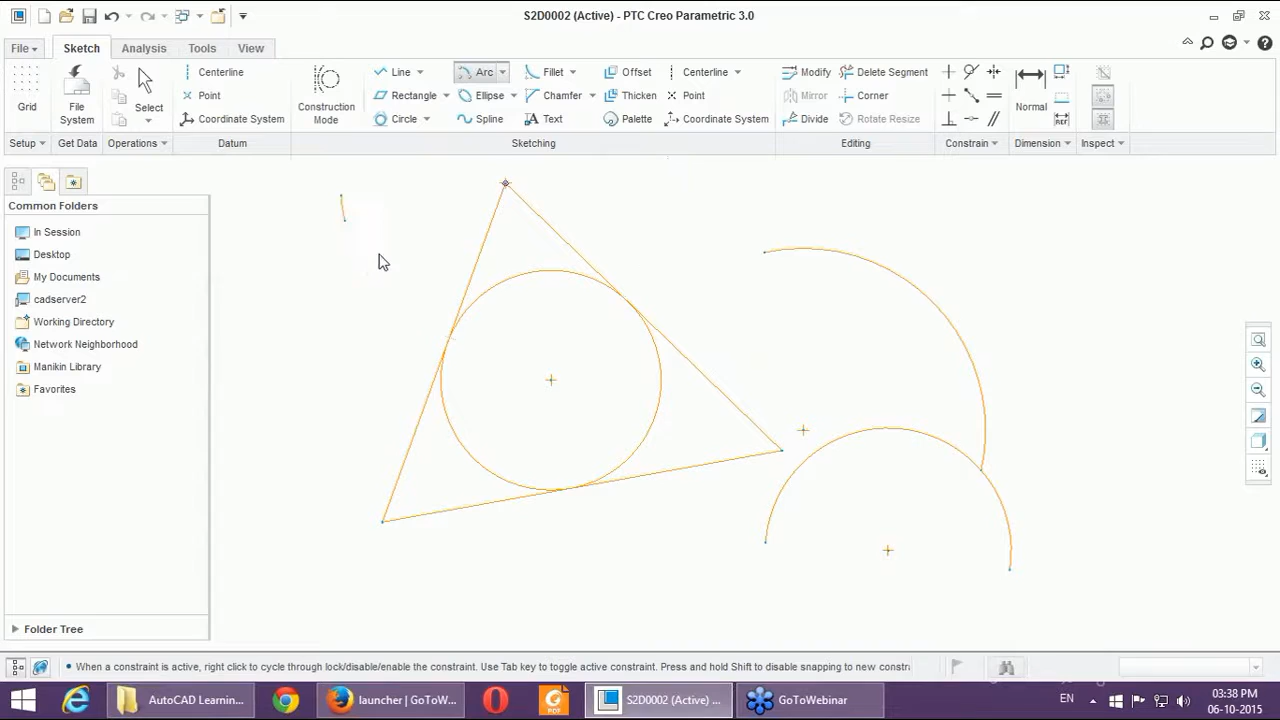 S2D0002 (Active) - PTC Creo Parametric 3.0
File Sketch Analysis Tools View
Grid
File System
Select
Centerline
Point
Coordinate System
Construction Mode
Line Arc Fillet Offset Centerline
Rectangle Ellipse Chamfer Thicken Point
Circle Spline Text Palette Coordinate System
Modify Delete Segment
Mirror Corner
Divide Rotate Resize
Normal
Setup Get Data Operations Datum Sketching Editing Constrain Dimension Inspect
Common Folders
In Session
Desktop
My Documents
cadserver2
Working Directory
Network Neighborhood
Manikin Library
Favorites
Folder Tree
When a constraint is active, right click to cycle through lock/disable/enable the constraint. Use Tab key to toggle active constraint. Press and hold Shift to disable snapping to new constr
AutoCAD Learnin... launcher | GoToW... S2D0002 (Active) ... GoToWebinar EN 03:38 PM
06-10-2015